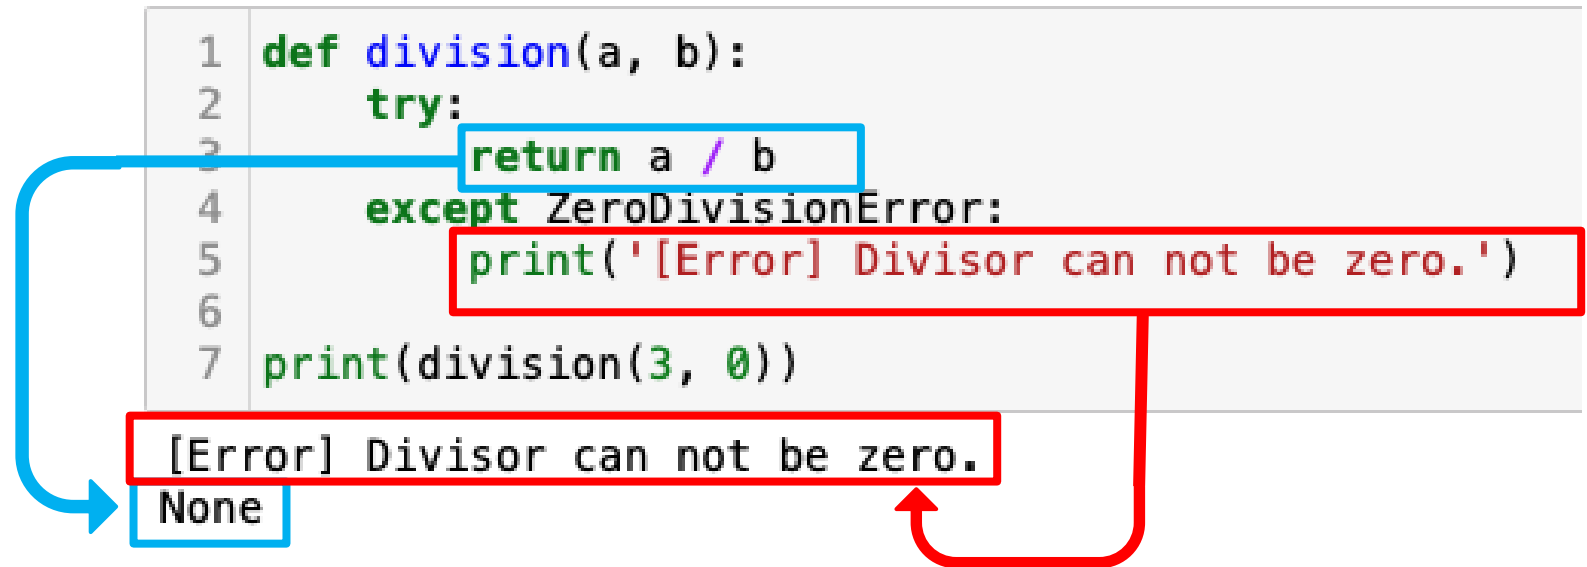 1 def division(a, b):
2     try:
3         return a / b
4     except ZeroDivisionError:
5         print('[Error] Divisor can not be zero.')
6
7 print(division(3, 0))
[Error] Divisor can not be zero.
None